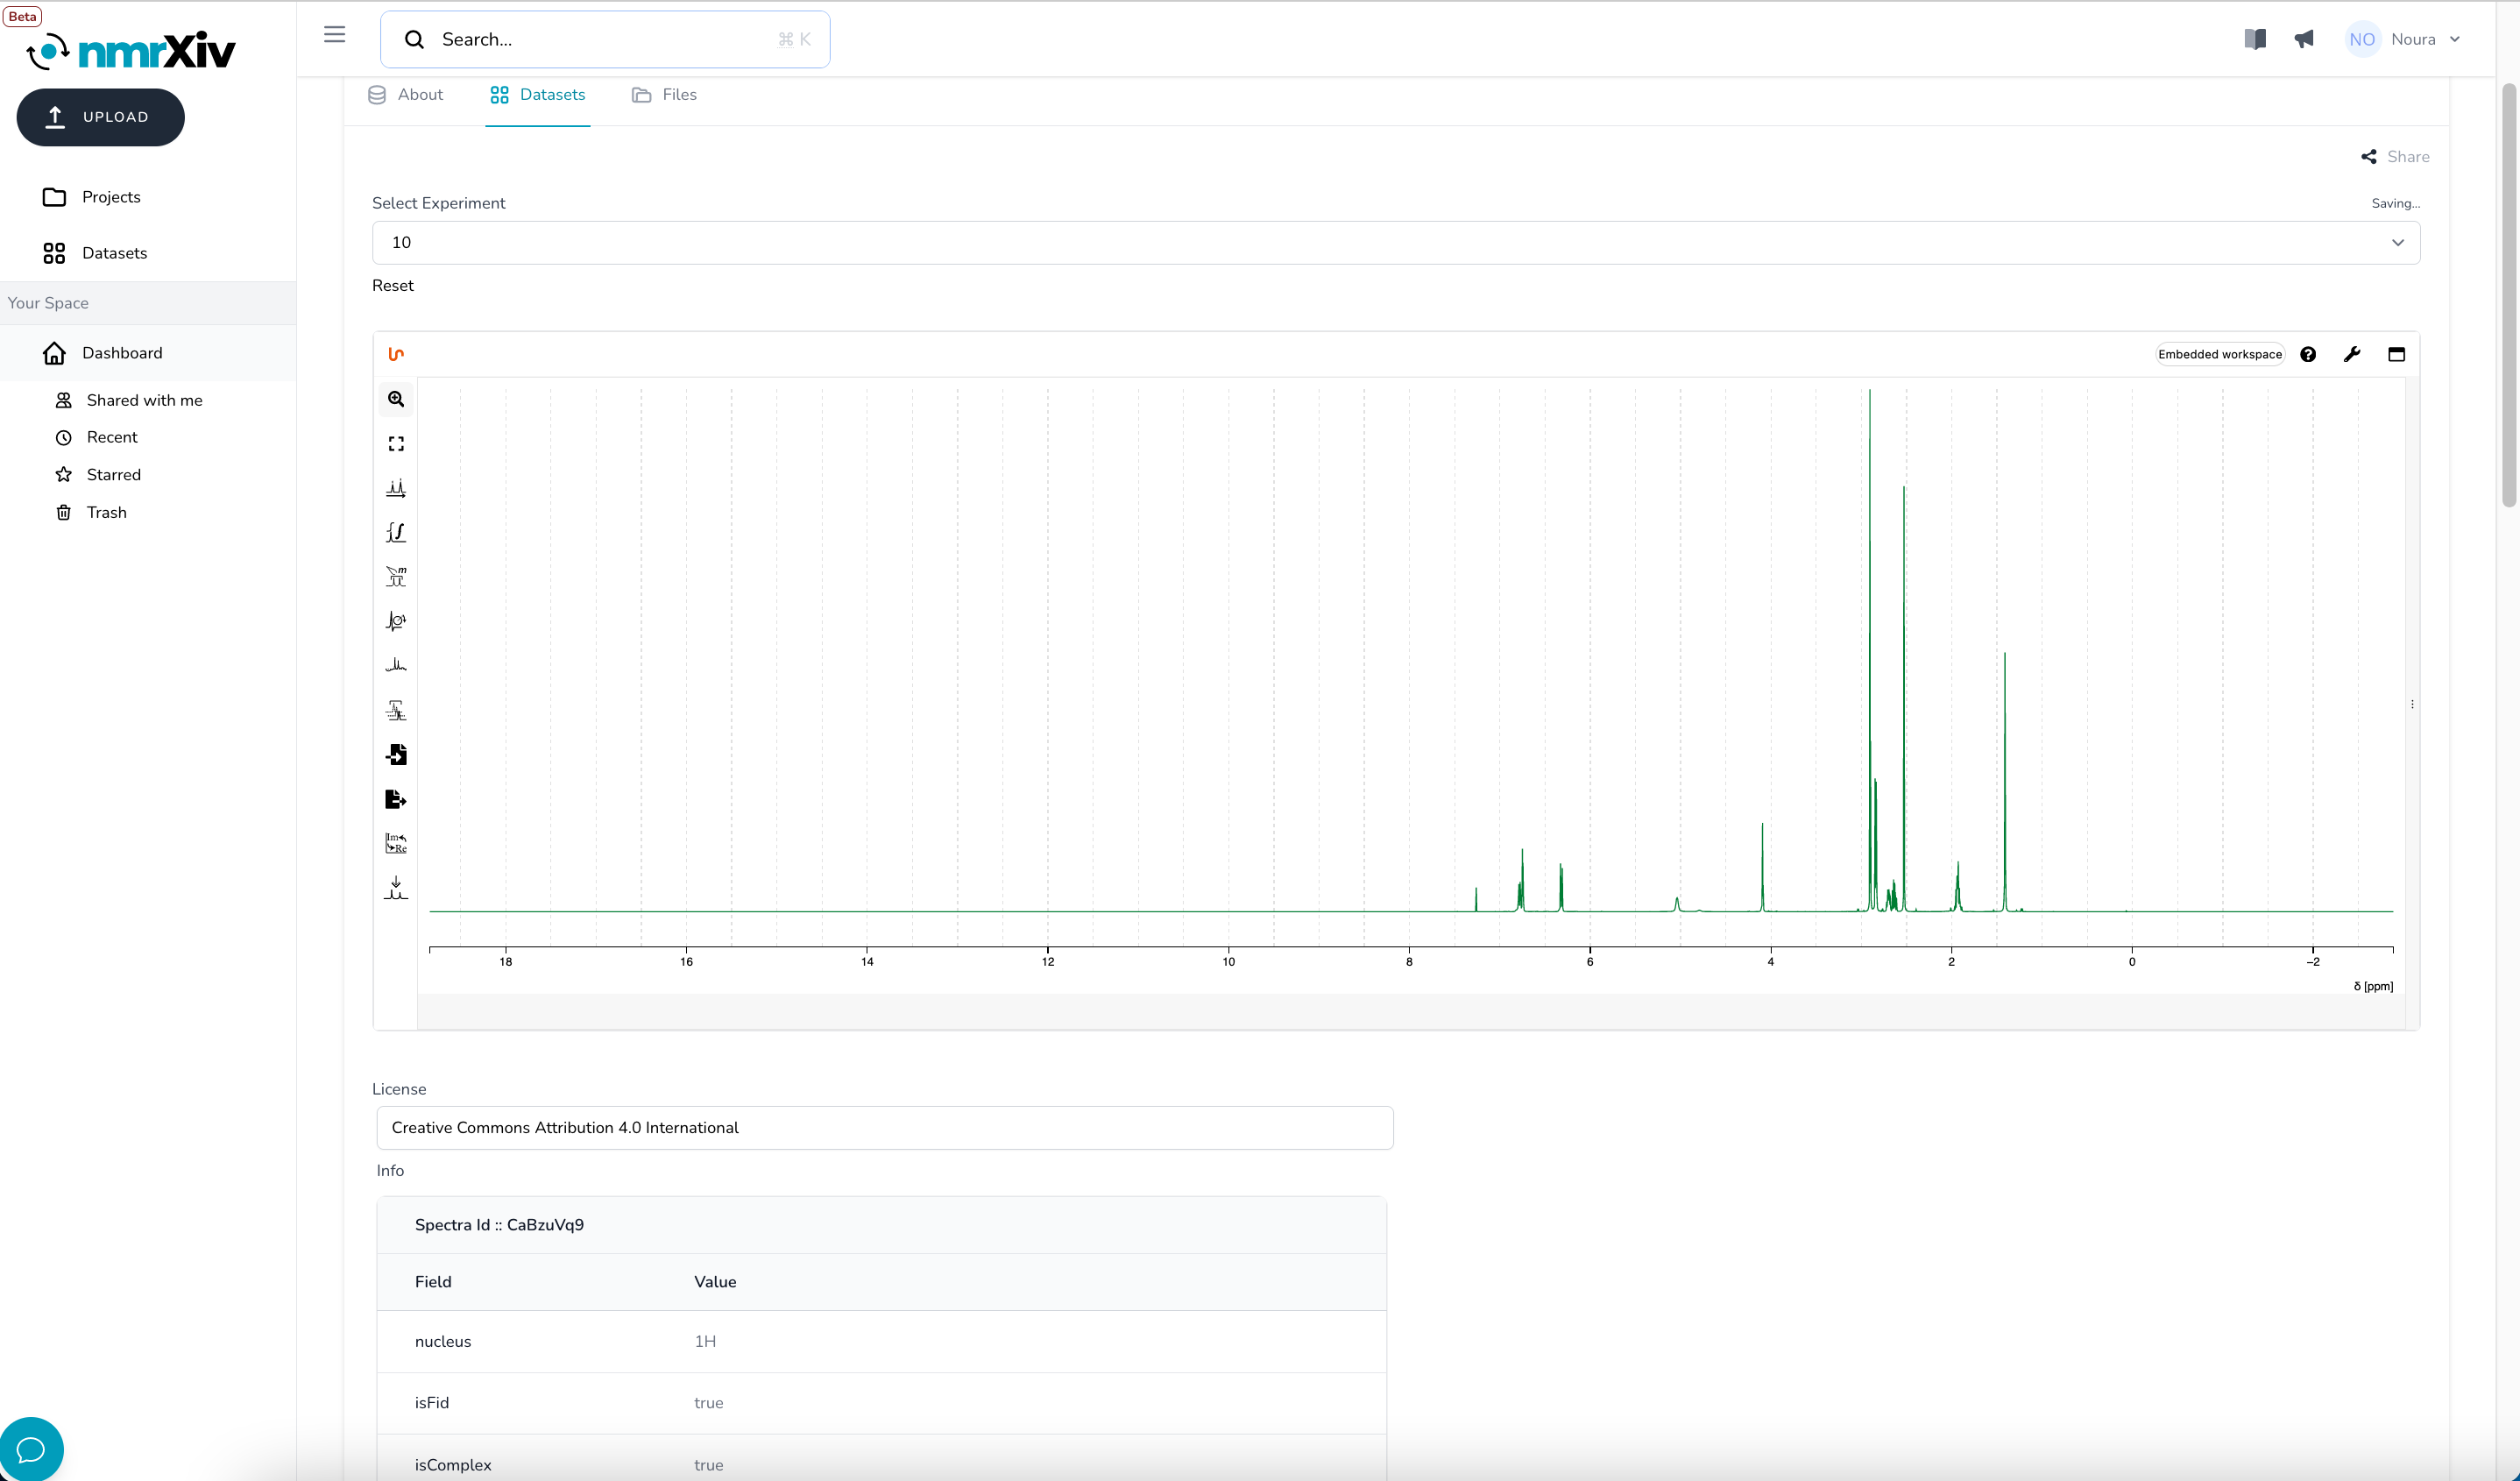 Beta
nmrXiv
UPLOAD
Projects
Datasets
Your Space
Dashboard
Shared with me
Recent
Starred
Trash
Search...
⌘ K
NO
Noura
About
Datasets
Files
Share
Select Experiment
Saving...
10
Reset
Embedded workspace
m
Im
Re
18 16 14 12 10 8 6 4 2 0 −2
δ [ppm]
License
Creative Commons Attribution 4.0 International
Info
Spectra Id :: CaBzuVq9
Field Value
nucleus 1H
isFid true
isComplex true